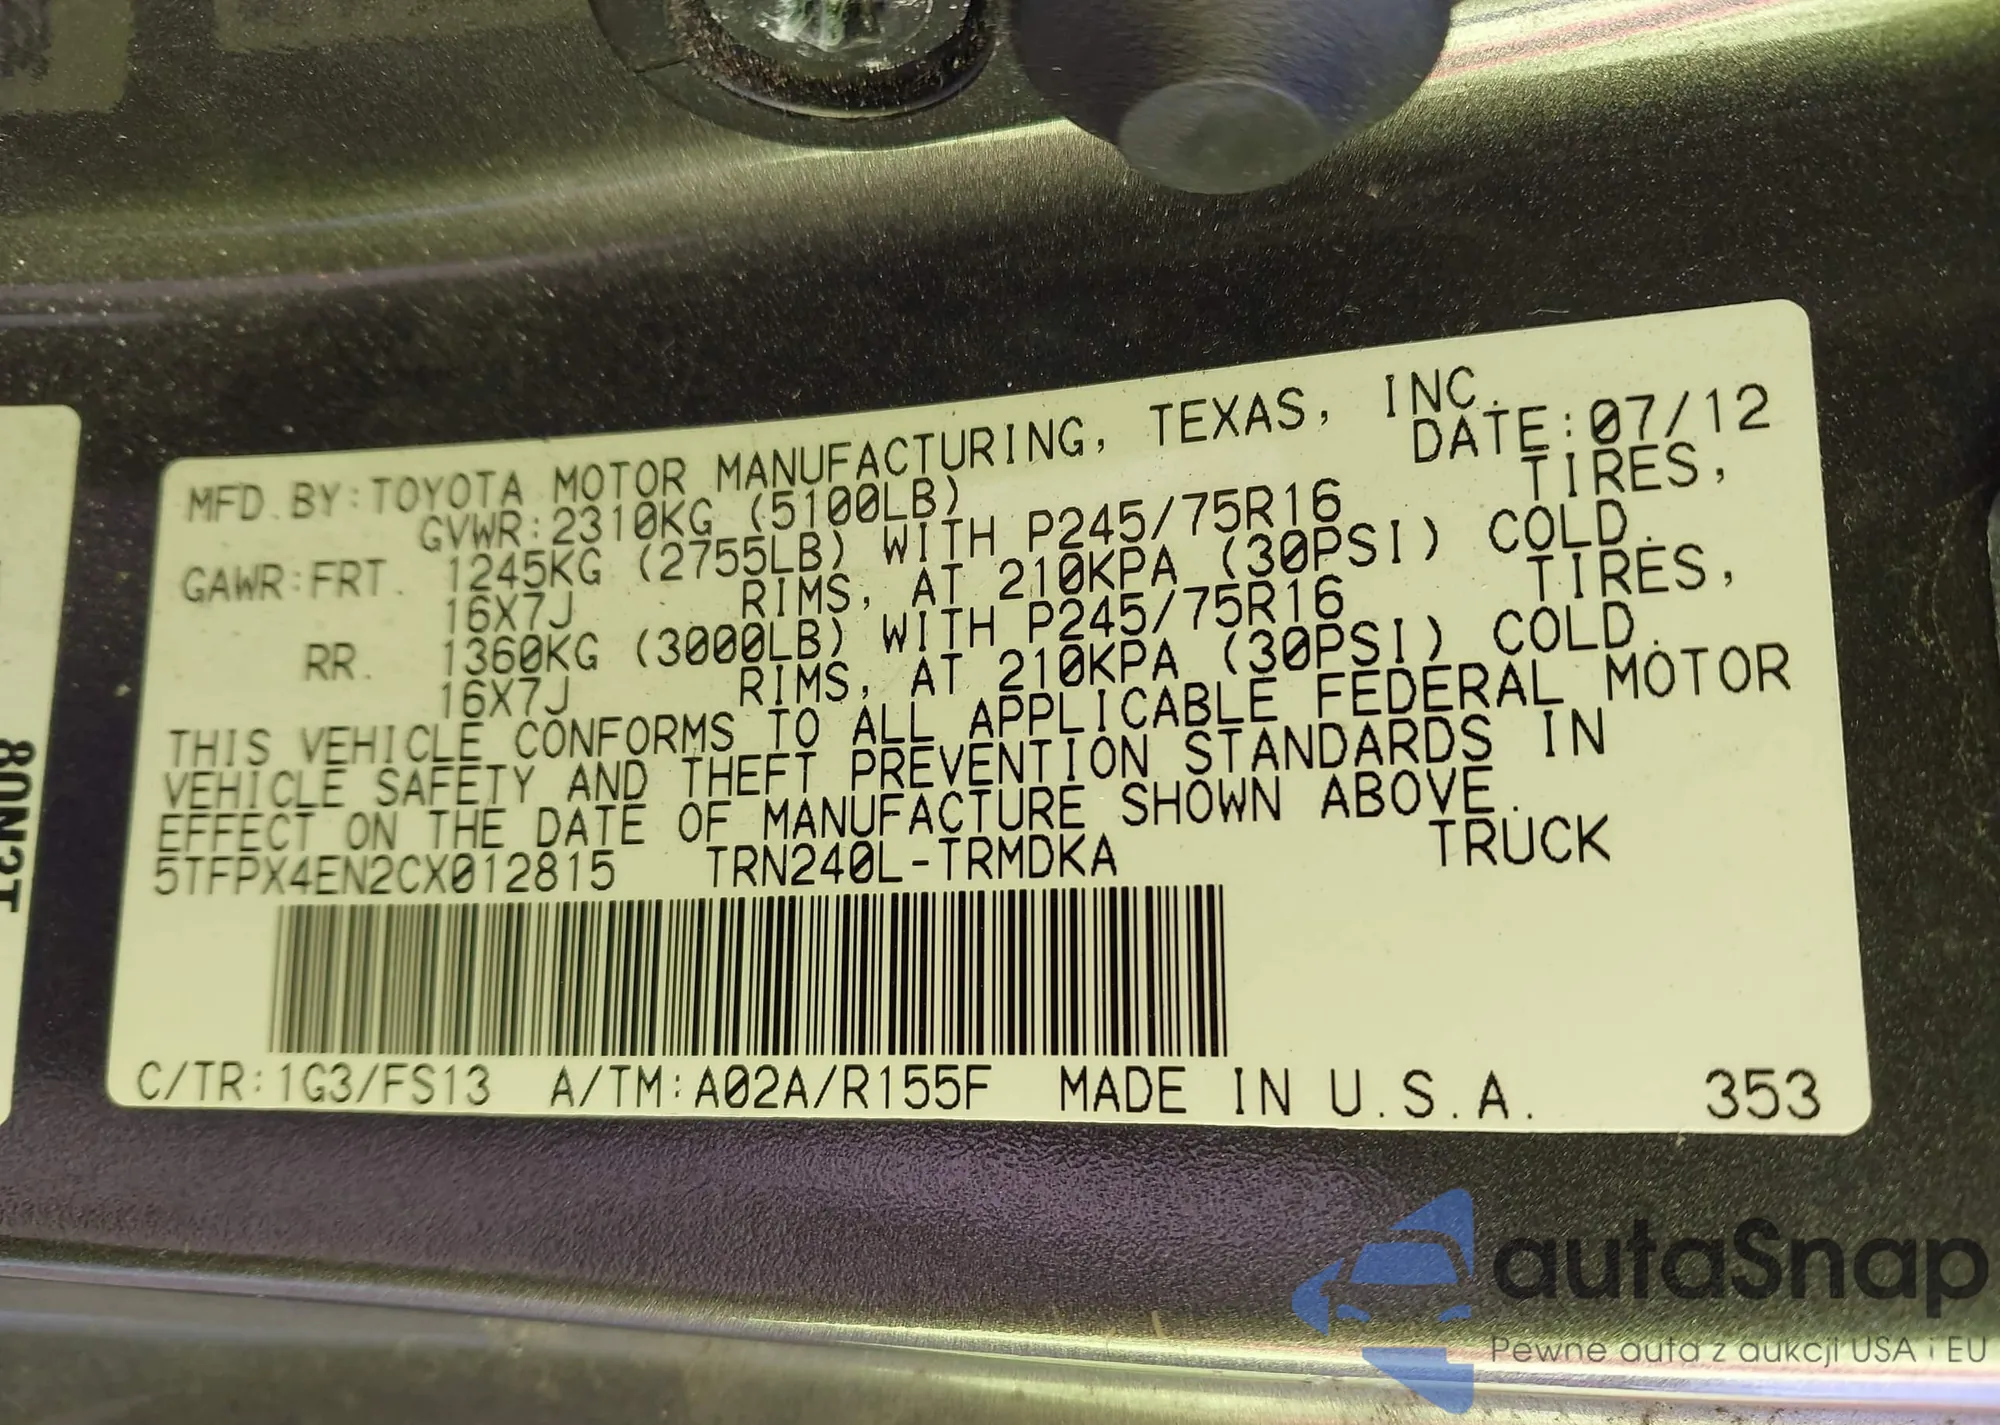 MFD. BY: TOYOTA MOTOR MANUFACTURING, TEXAS, INC.
GVWR: 2310KG (5100LB) DATE: 07/12
GAWR: FRT. 1245KG (2755LB) WITH P245/75R16 TIRES,
16X7J RIMS, AT 210KPA (30PSI) COLD.
RR. 1360KG (3000LB) WITH P245/75R16 TIRES,
16X7J RIMS, AT 210KPA (30PSI) COLD.
THIS VEHICLE CONFORMS TO ALL APPLICABLE FEDERAL MOTOR
VEHICLE SAFETY AND THEFT PREVENTION STANDARDS IN
EFFECT ON THE DATE OF MANUFACTURE SHOWN ABOVE.
5TFPX4EN2CX012815 TRN240L-TRMDKA TRUCK
C/TR: 1G3/FS13 A/TM: A02A/R155F MADE IN U.S.A. 353
autaSnap
Pewne auta z aukcji USA i EU